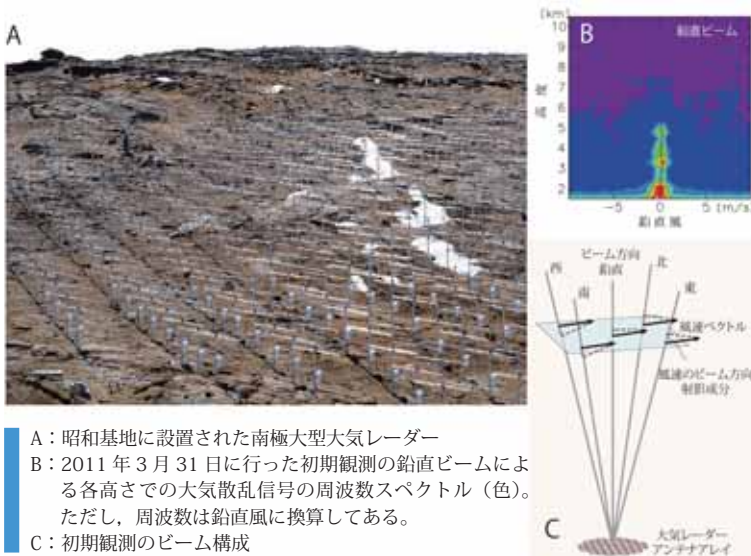 A
[km]
B
鉛直ビーム
10
9
8
7
6
5
4
3
2
高度
-5 0 5 [m/s]
鉛直風
ビーム方向
鉛直
西
南
北
東
風速ベクトル
風速のビーム方向
射影成分
C
大気レーダー
アンテナアレイ
A：昭和基地に設置された南極大型大気レーダー
B：2011 年 3 月 31 日に行った初期観測の鉛直ビームによ
る各高さでの大気散乱信号の周波数スペクトル（色）。
ただし，周波数は鉛直風に換算してある。
C：初期観測のビーム構成